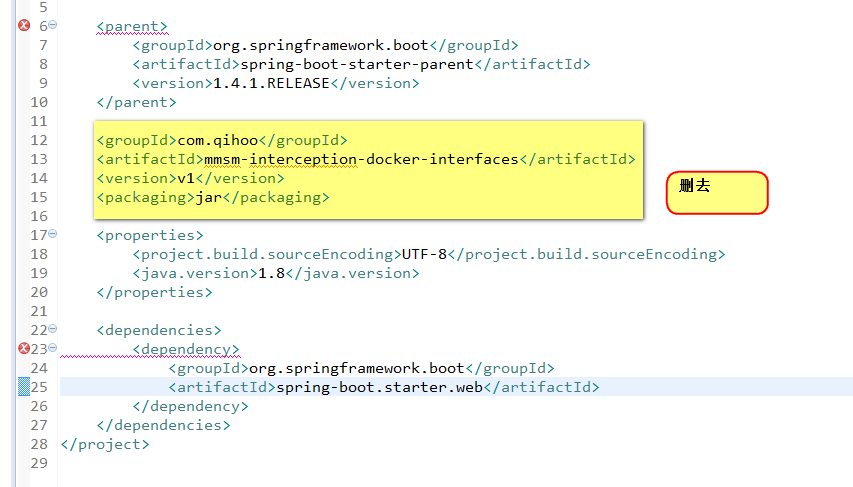 5
6 <parent>
7 <groupId>org.springframework.boot</groupId>
8 <artifactId>spring-boot-starter-parent</artifactId>
9 <version>1.4.1.RELEASE</version>
10 </parent>
11
12 <groupId>com.qihoo</groupId>
13 <artifactId>mmsm-interception-docker-interfaces</artifactId>
14 <version>v1</version>
15 <packaging>jar</packaging>
删去
16
17 <properties>
18 <project.build.sourceEncoding>UTF-8</project.build.sourceEncoding>
19 <java.version>1.8</java.version>
20 </properties>
21
22 <dependencies>
23 <dependency>
24 <groupId>org.springframework.boot</groupId>
25 <artifactId>spring-boot.starter.web</artifactId>
26 </dependency>
27 </dependencies>
28 </project>
29